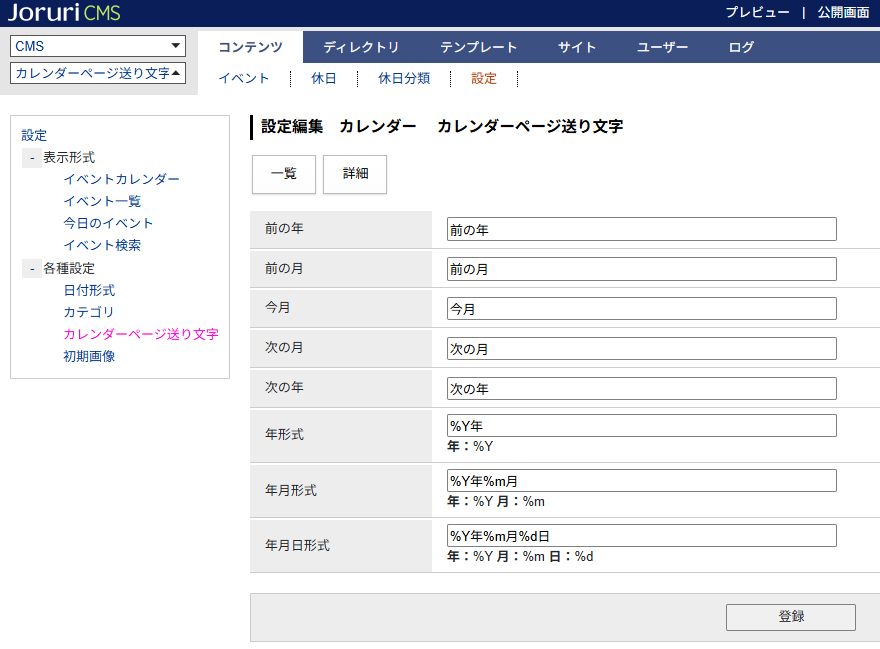 Joruri CMS
プレビュー | 公開画面
CMS
カレンダーページ送り文字
コンテンツ ディレクトリ テンプレート サイト ユーザー ログ
イベント 休日 休日分類 設定
設定
- 表示形式
イベントカレンダー
イベント一覧
今日のイベント
イベント検索
- 各種設定
日付形式
カテゴリ
カレンダーページ送り文字
初期画像
設定編集 カレンダー カレンダーページ送り文字
一覧 詳細
前の年 前の年
前の月 前の月
今月 今月
次の月 次の月
次の年 次の年
年形式 %Y年
年：%Y
年月形式 %Y年%m月
年：%Y 月：%m
年月日形式 %Y年%m月%d日
年：%Y 月：%m 日：%d
登録